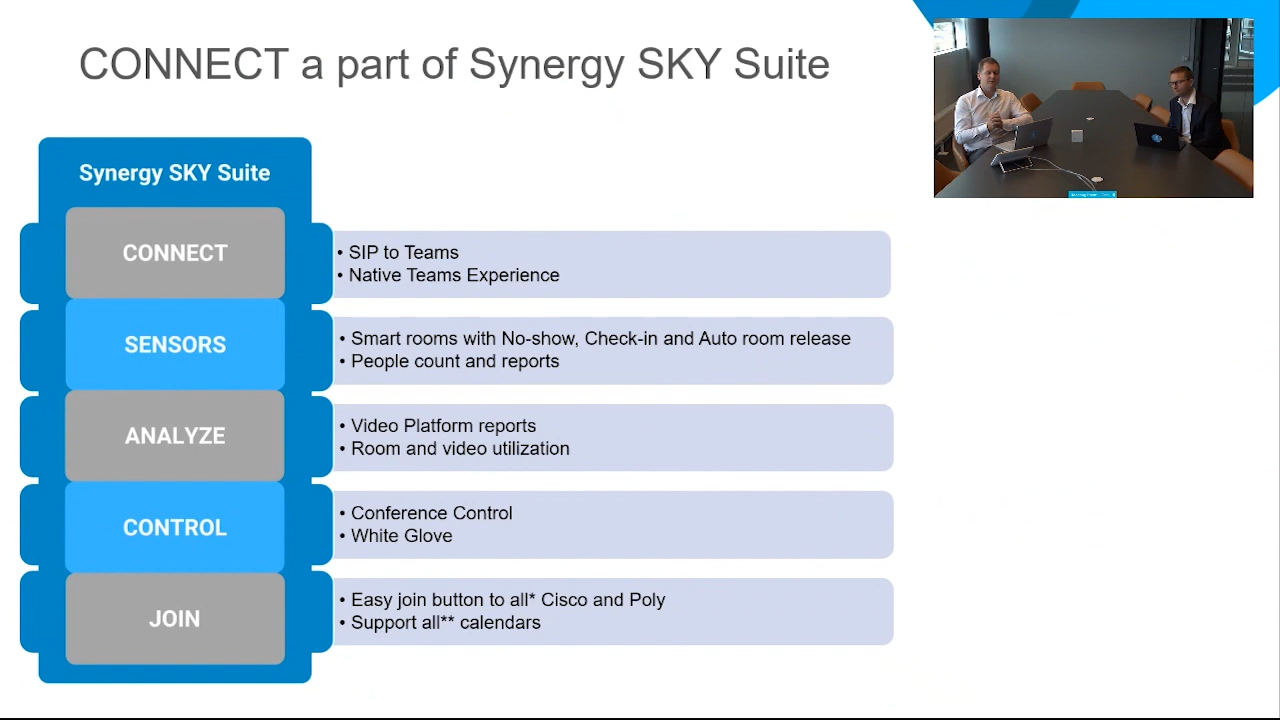 CONNECT a part of Synergy SKY Suite
Synergy SKY Suite
CONNECT
• SIP to Teams
• Native Teams Experience
SENSORS
• Smart rooms with No-show, Check-in and Auto room release
• People count and reports
ANALYZE
• Video Platform reports
• Room and video utilization
CONTROL
• Conference Control
• White Glove
JOIN
• Easy join button to all* Cisco and Poly
• Support all** calendars